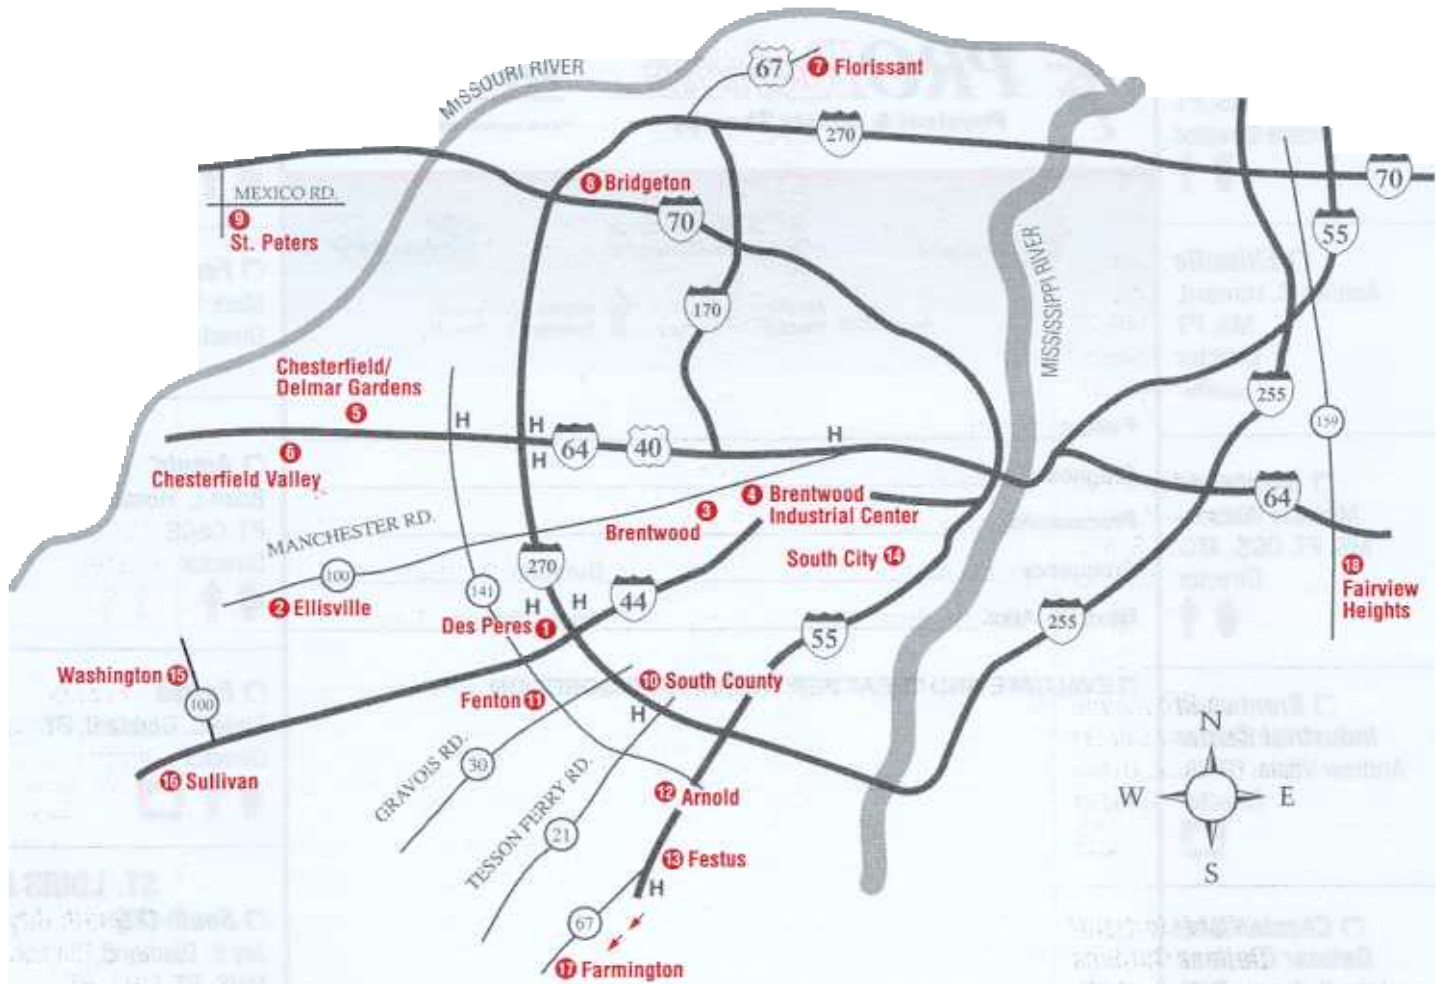 MISSOURI RIVER
67
7 Florissant
270
70
8 Bridgeton
MEXICO RD.
9
St. Peters
70
55
MISSISSIPPI RIVER
170
Chesterfield/
Delmar Gardens
5
255
159
H
H
H
H
64
40
6
Chesterfield Valley
4 Brentwood
Industrial Center
64
3
Brentwood
MANCHESTER RD.
South City 14
270
100
141
18
Fairview
Heights
2 Ellisville
H
H
44
Des Peres 1
55
255
Washington 15
100
10 South County
Fenton 11
H
GRAVOIS RD.
30
16 Sullivan
TESSON FERRY RD.
21
12 Arnold
N
W
E
S
13 Festus
H
67
17 Farmington